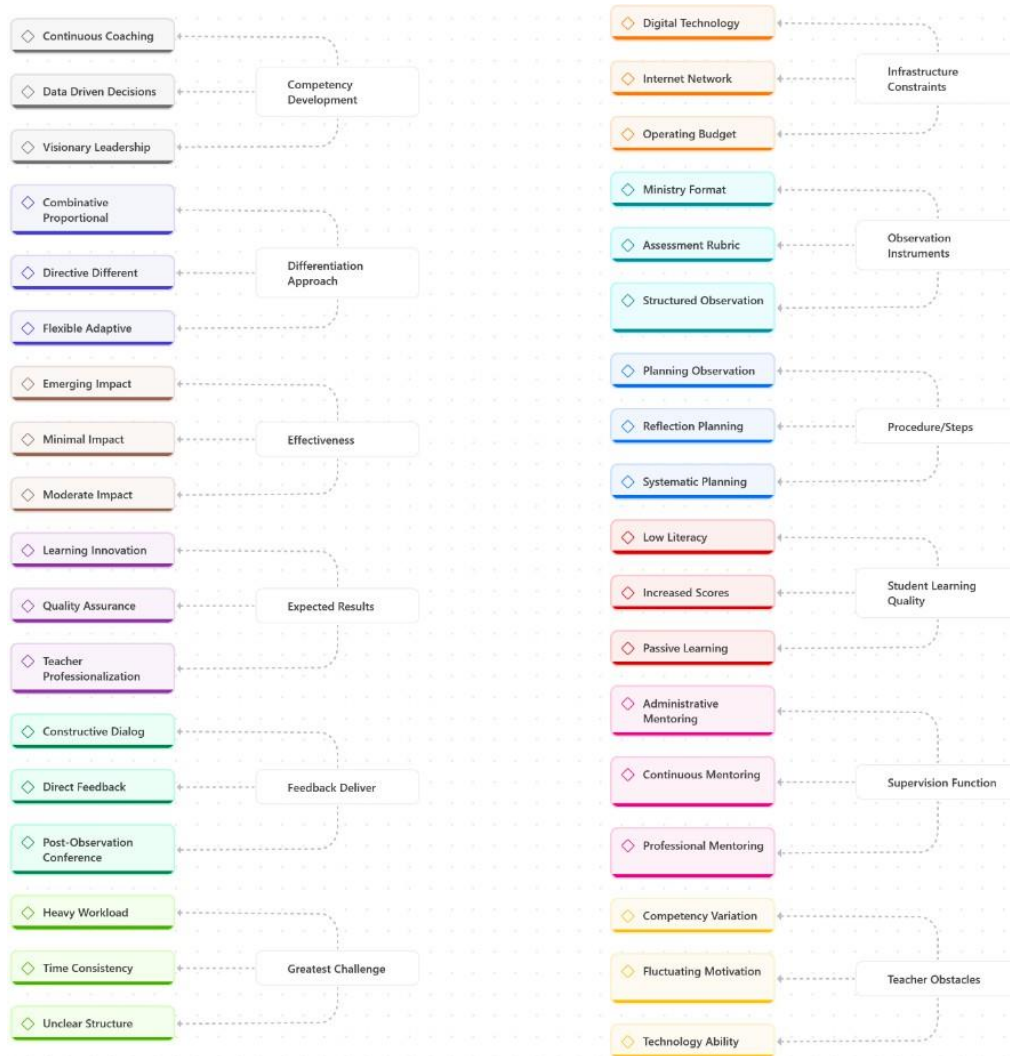 Continuous Coaching
Data Driven Decisions
Competency
Development
Visionary Leadership
Combinative
Proportional
Directive Different
Differentiation
Approach
Flexible Adaptive
Emerging Impact
Minimal Impact
Effectiveness
Moderate Impact
Learning Innovation
Quality Assurance
Expected Results
Teacher
Professionalization
Constructive Dialog
Direct Feedback
Feedback Deliver
Post-Observation
Conference
Heavy Workload
Time Consistency
Greatest Challenge
Unclear Structure
Digital Technology
Internet Network
Infrastructure
Constraints
Operating Budget
Ministry Format
Assessment Rubric
Observation
Instruments
Structured Observation
Planning Observation
Reflection Planning
Procedure/Steps
Systematic Planning
Low Literacy
Increased Scores
Student Learning
Quality
Passive Learning
Administrative
Mentoring
Continuous Mentoring
Supervision Function
Professional Mentoring
Competency Variation
Fluctuating Motivation
Teacher Obstacles
Technology Ability